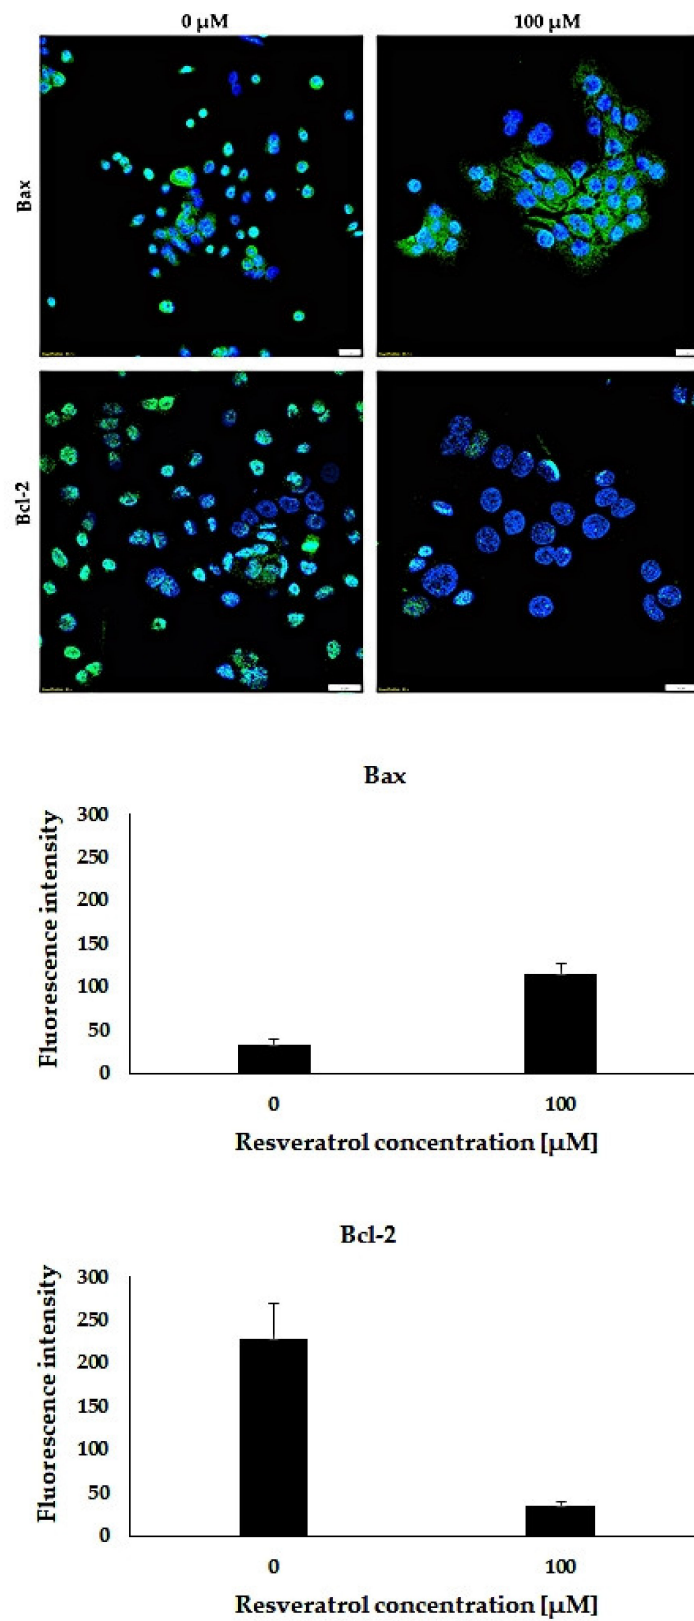 0 μM 100 μM
Bax
Bcl-2
Bax
Fluorescence intensity
300
250
200
150
100
50
0
0 100
Resveratrol concentration [μM]
Bcl-2
Fluorescence intensity
300
250
200
150
100
50
0
0 100
Resveratrol concentration [μM]